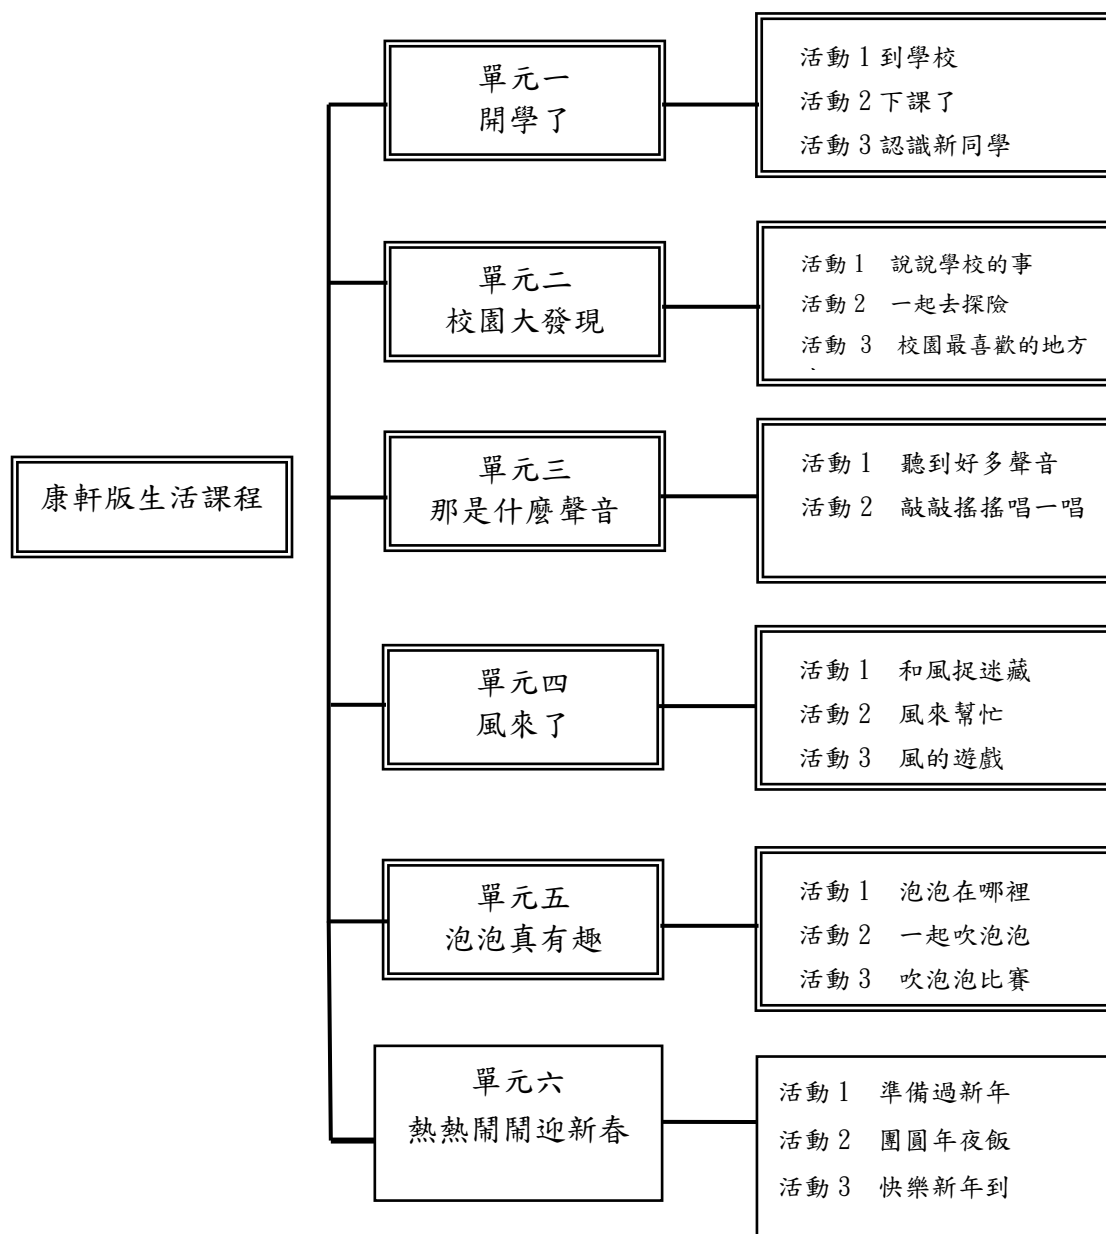 康軒版生活課程
單元一
開學了
活動 1 到學校
活動 2 下課了
活動 3 認識新同學
單元二
校園大發現
活動 1　說說學校的事
活動 2　一起去探險
活動 3　校園最喜歡的地方
單元三
那是什麼聲音
活動 1　聽到好多聲音
活動 2　敲敲搖搖唱一唱
單元四
風來了
活動 1　和風捉迷藏
活動 2　風來幫忙
活動 3　風的遊戲
單元五
泡泡真有趣
活動 1　泡泡在哪裡
活動 2　一起吹泡泡
活動 3　吹泡泡比賽
單元六
熱熱鬧鬧迎新春
活動 1　準備過新年
活動 2　團圓年夜飯
活動 3　快樂新年到